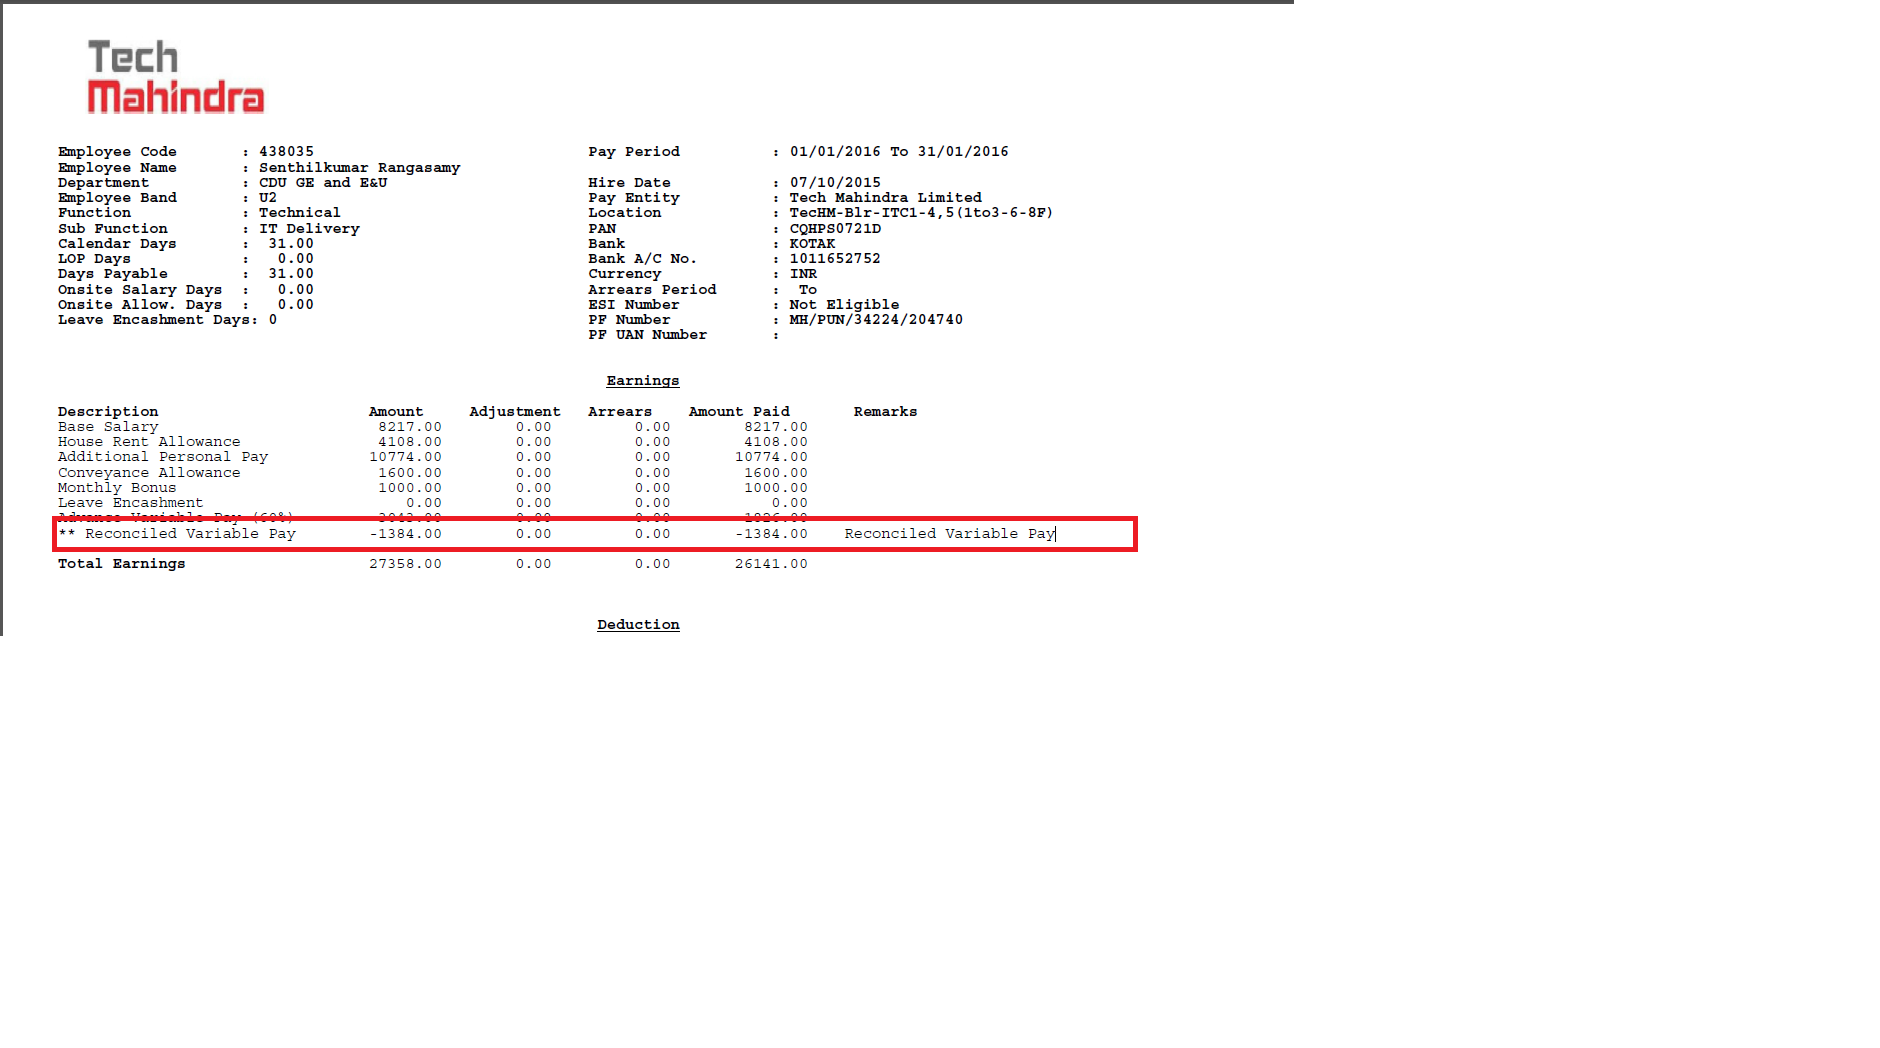 Tech
Mahindra
Employee Code : 438035 Pay Period : 01/01/2016 To 31/01/2016
Employee Name : Senthilkumar Rangasamy
Department : CDU GE and E&U Hire Date : 07/10/2015
Employee Band : U2 Pay Entity : Tech Mahindra Limited
Function : Technical Location : TecHM-Blr-ITC1-4,5(1to3-6-8F)
Sub Function : IT Delivery PAN : CQHPS0721D
Calendar Days : 31.00 Bank : KOTAK
LOP Days : 0.00 Bank A/C No. : 1011652752
Days Payable : 31.00 Currency : INR
Onsite Salary Days : 0.00 Arrears Period : To
Onsite Allow. Days : 0.00 ESI Number : Not Eligible
Leave Encashment Days: 0 PF Number : MH/PUN/34224/204740
PF UAN Number :
Earnings
Description Amount Adjustment Arrears Amount Paid Remarks
Base Salary 8217.00 0.00 0.00 8217.00
House Rent Allowance 4108.00 0.00 0.00 4108.00
Additional Personal Pay 10774.00 0.00 0.00 10774.00
Conveyance Allowance 1600.00 0.00 0.00 1600.00
Monthly Bonus 1000.00 0.00 0.00 1000.00
Leave Encashment 0.00 0.00 0.00 0.00
Advance Variable Pay (60%) 3043.00 0.00 0.00 1826.00
** Reconciled Variable Pay -1384.00 0.00 0.00 -1384.00 Reconciled Variable Pay
Total Earnings 27358.00 0.00 0.00 26141.00
Deduction